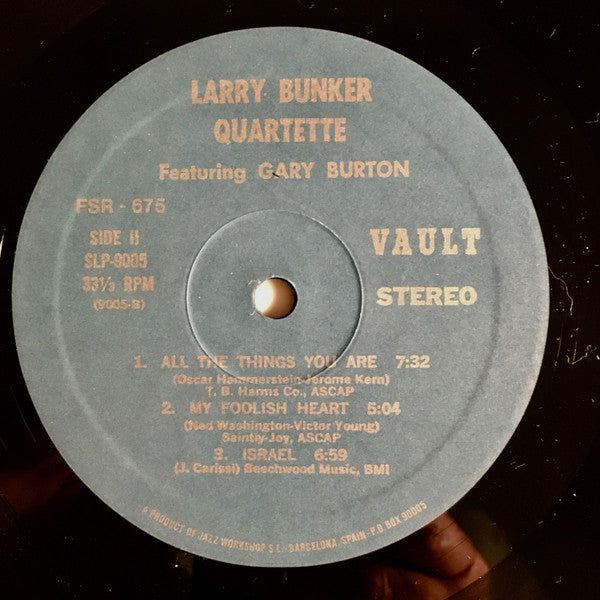 LARRY BUNKER
QUARTETTE
Featuring GARY BURTON
FSR - 675
SIDE II
SLP-9005
33⅓ RPM
(9005-B)
VAULT
STEREO
1. ALL THE THINGS YOU ARE 7:32
(Oscar Hammerstein-Jerome Kern)
T. B. Harms Co., ASCAP
2. MY FOOLISH HEART 5:04
(Ned Washington-Victor Young)
Saintly-Joy, ASCAP
3. ISRAEL 6:59
(J. Carissi) Beechwood Music, BMI
A PRODUCT OF JAZZ WORKSHOP S.L.-BARCELONA, SPAIN-P.O. BOX 90005